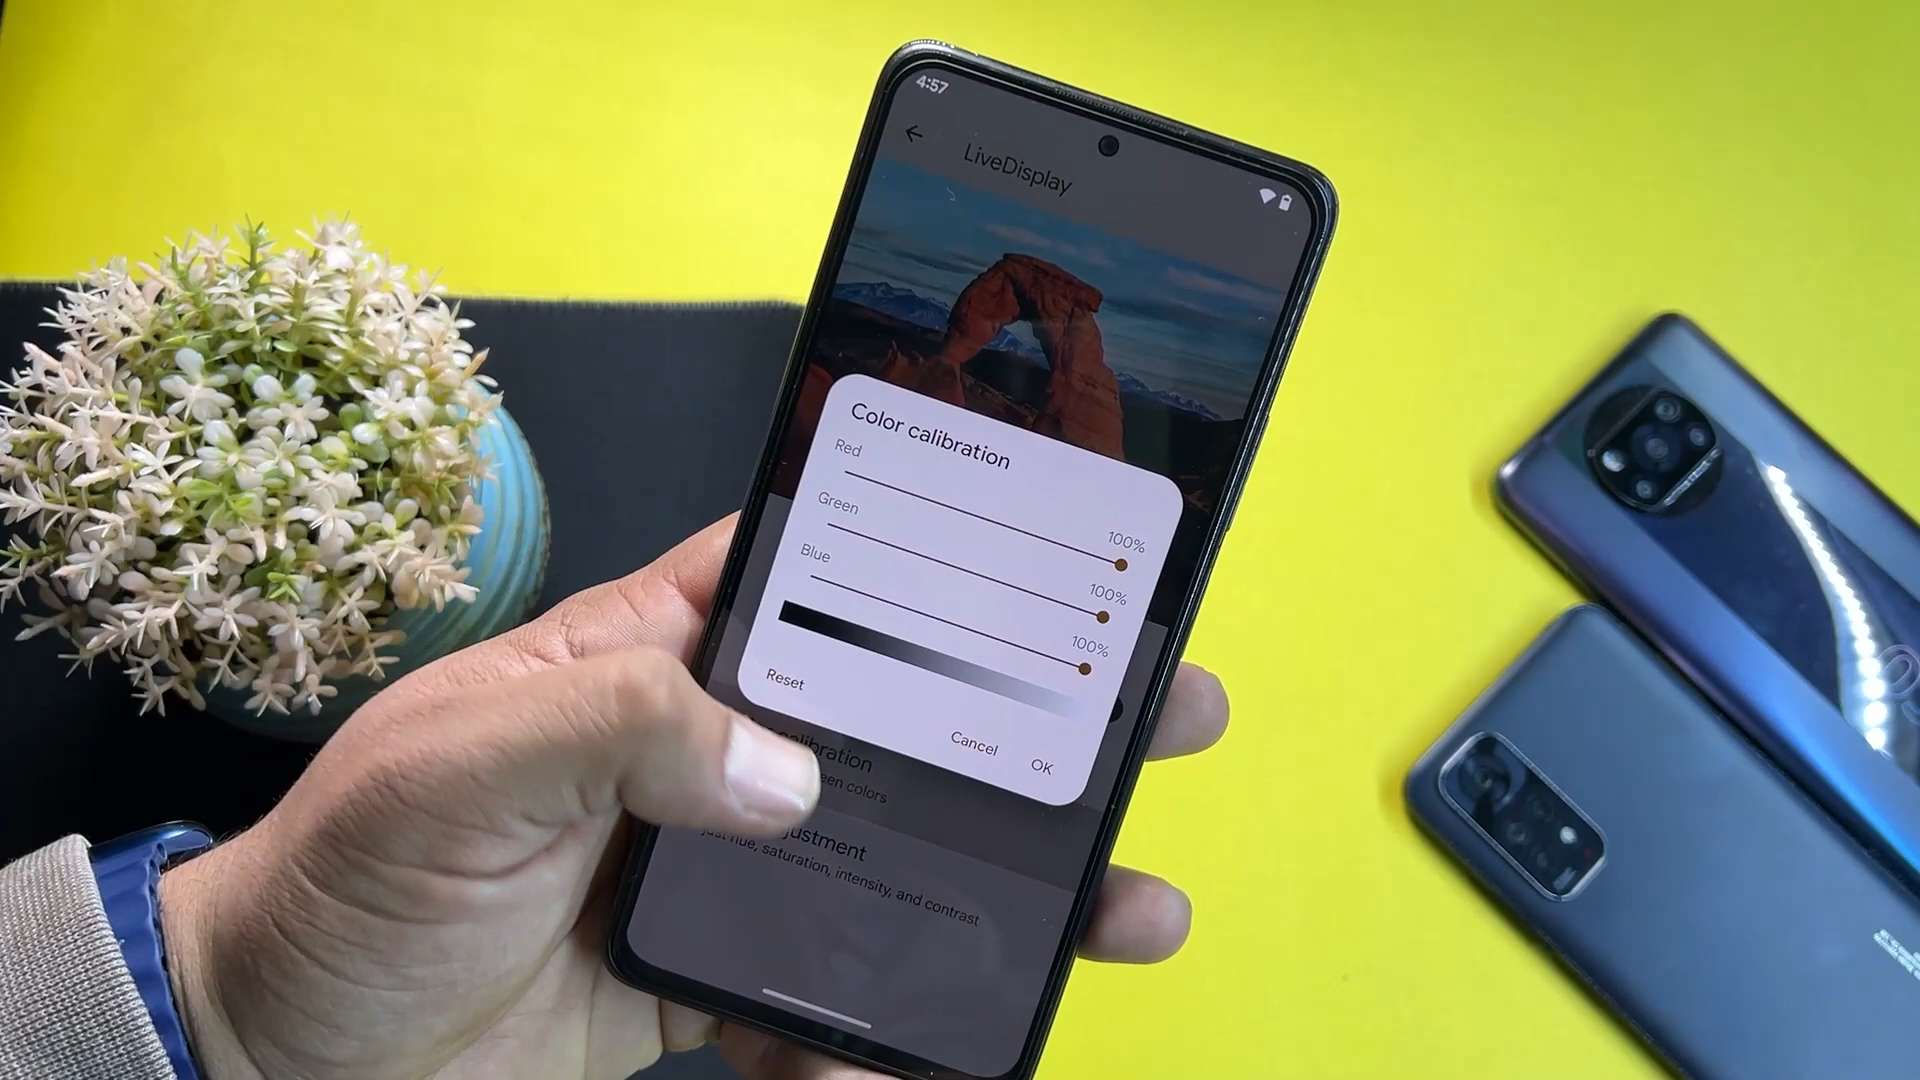 4:57
LiveDisplay
Color calibration
Red
100%
Green
100%
Blue
100%
Reset
Cancel
OK
calibration
een colors
justment
just hue, saturation, intensity, and contrast